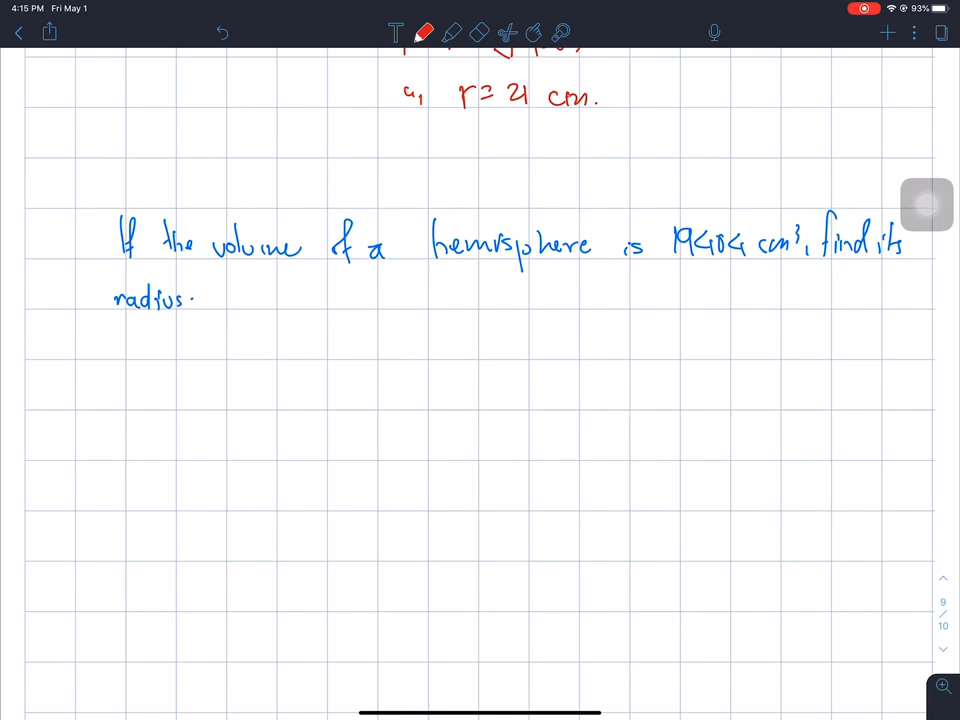 4:15 PM Fri May 1
93%
r = 21 cm.
If the volume of a hemisphere is 19404 cm³, find its
radius.
9
/
10